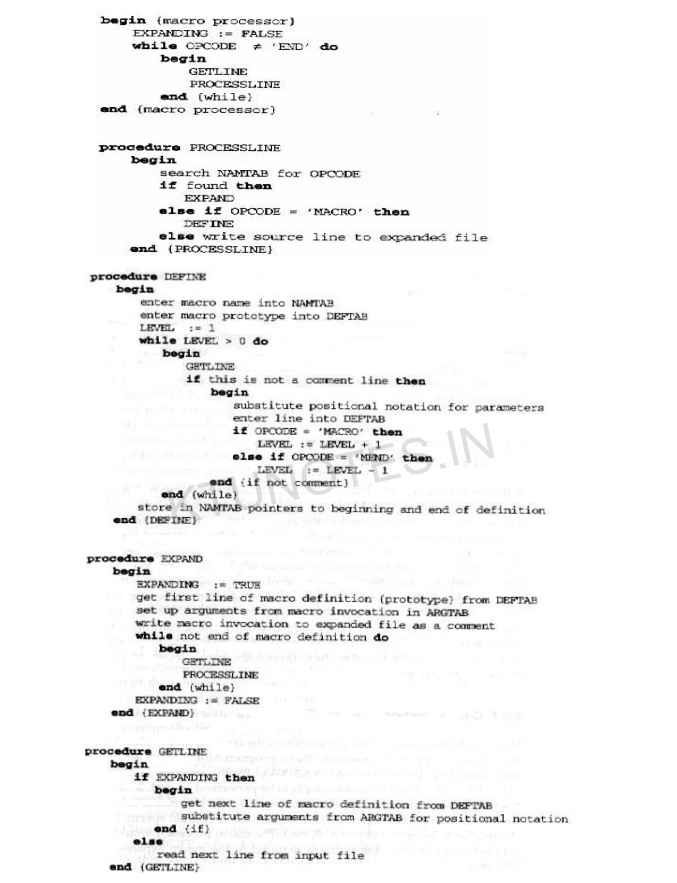 begin {macro processor}
EXPANDING := FALSE
while OPCODE ≠ 'END' do
begin
GETLINE
PROCESSLINE
end {while}
end {macro processor}
procedure PROCESSLINE
begin
search NAMTAB for OPCODE
if found then
EXPAND
else if OPCODE = 'MACRO' then
DEFINE
else write source line to expanded file
end {PROCESSLINE}
procedure DEFINE
begin
enter macro name into NAMTAB
enter macro prototype into DEFTAB
LEVEL := 1
while LEVEL > 0 do
begin
GETLINE
if this is not a comment line then
begin
substitute positional notation for parameters
enter line into DEFTAB
if OPCODE = 'MACRO' then
LEVEL := LEVEL + 1
else if OPCODE = 'MEND' then
LEVEL := LEVEL - 1
end {if not comment}
end {while}
store in NAMTAB pointers to beginning and end of definition
end {DEFINE}
KTUNOTES.IN
procedure EXPAND
begin
EXPANDING := TRUE
get first line of macro definition {prototype} from DEFTAB
set up arguments from macro invocation in ARGTAB
write macro invocation to expanded file as a comment
while not end of macro definition do
begin
GETLINE
PROCESSLINE
end {while}
EXPANDING := FALSE
end {EXPAND}
procedure GETLINE
begin
if EXPANDING then
begin
get next line of macro definition from DEFTAB
substitute arguments from ARGTAB for positional notation
end {if}
else
read next line from input file
end {GETLINE}